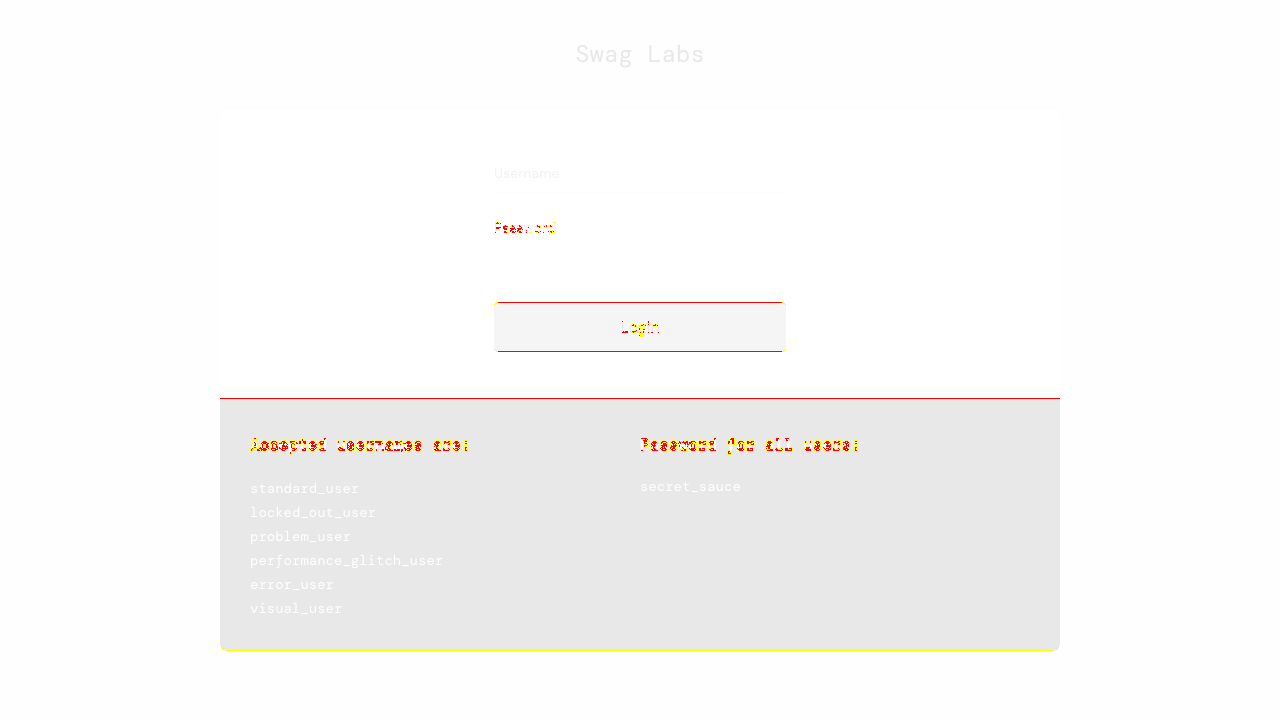 Swag Labs
Username
Password
Login
Accepted usernames are:
standard_user
locked_out_user
problem_user
performance_glitch_user
error_user
visual_user
Password for all users:
secret_sauce